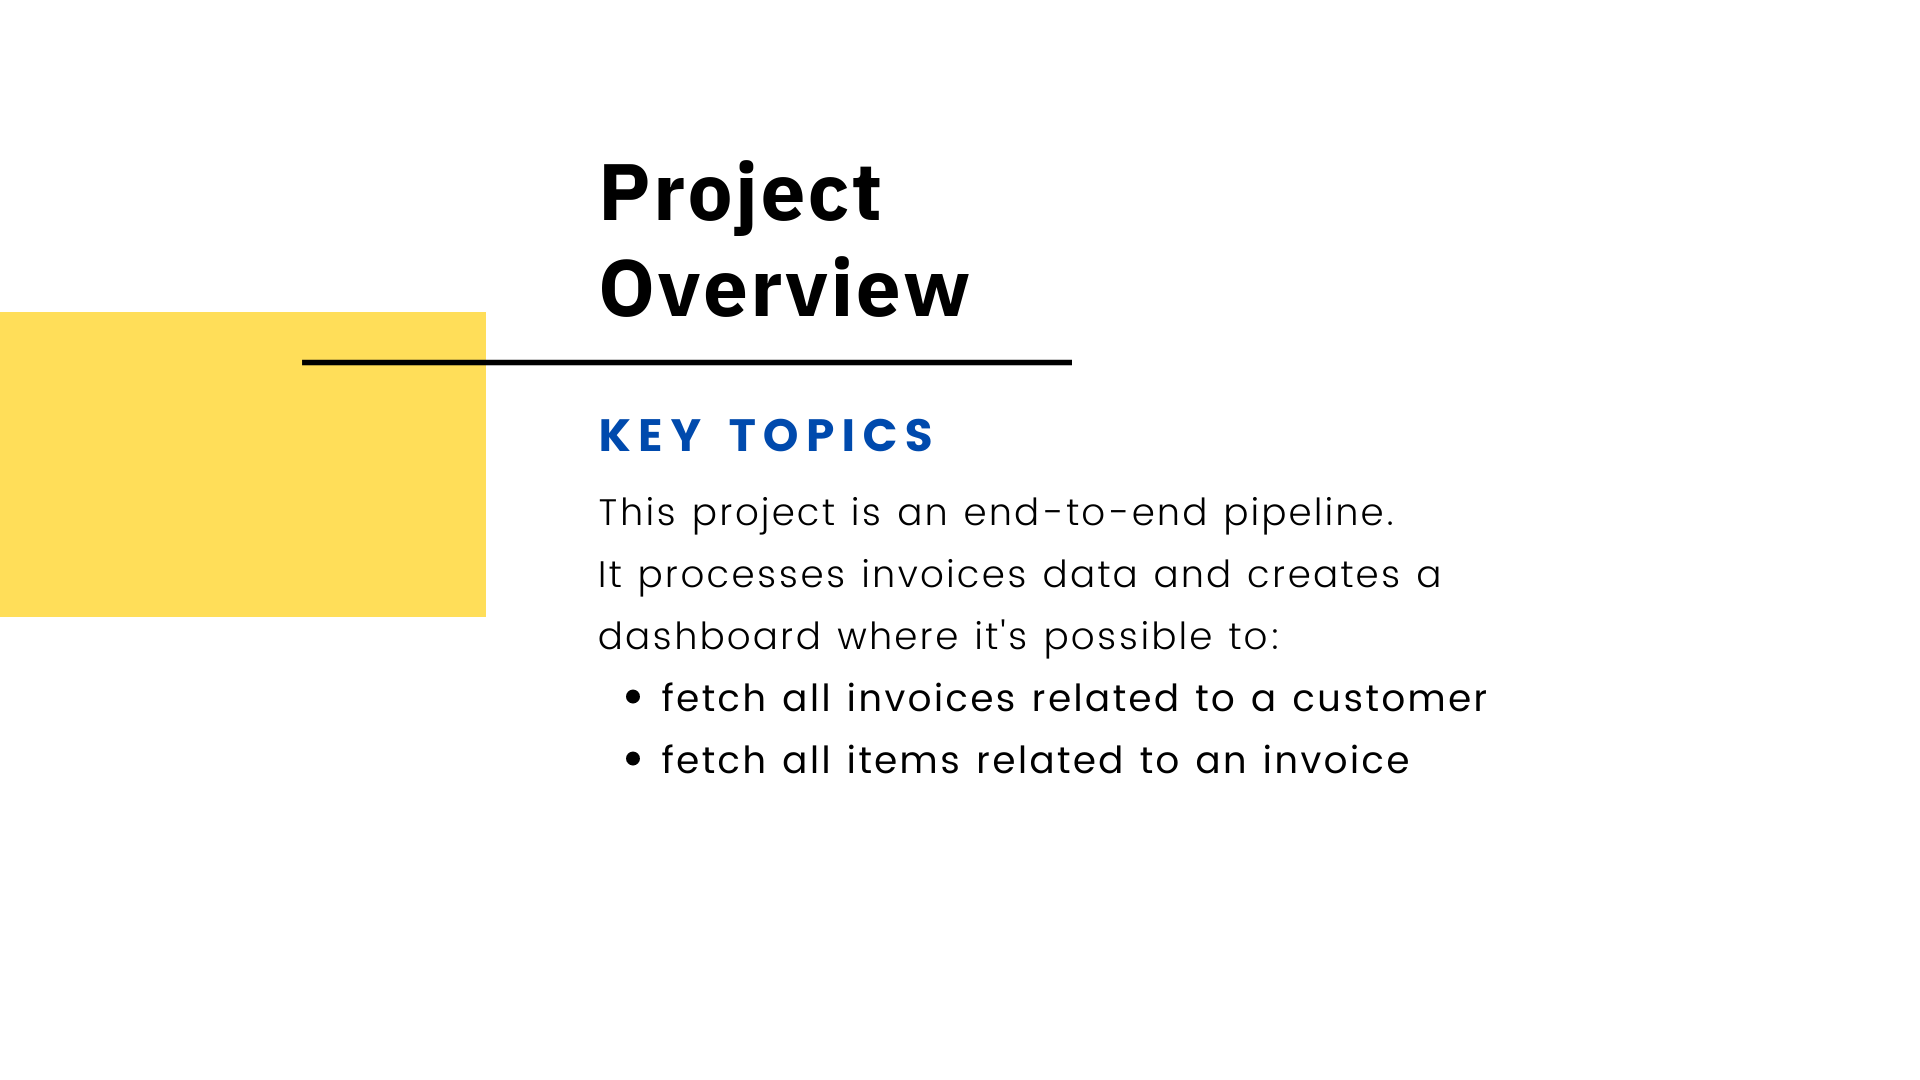 Project
Overview
KEY TOPICS
This project is an end-to-end pipeline.
It processes invoices data and creates a
dashboard where it's possible to:
• fetch all invoices related to a customer
• fetch all items related to an invoice